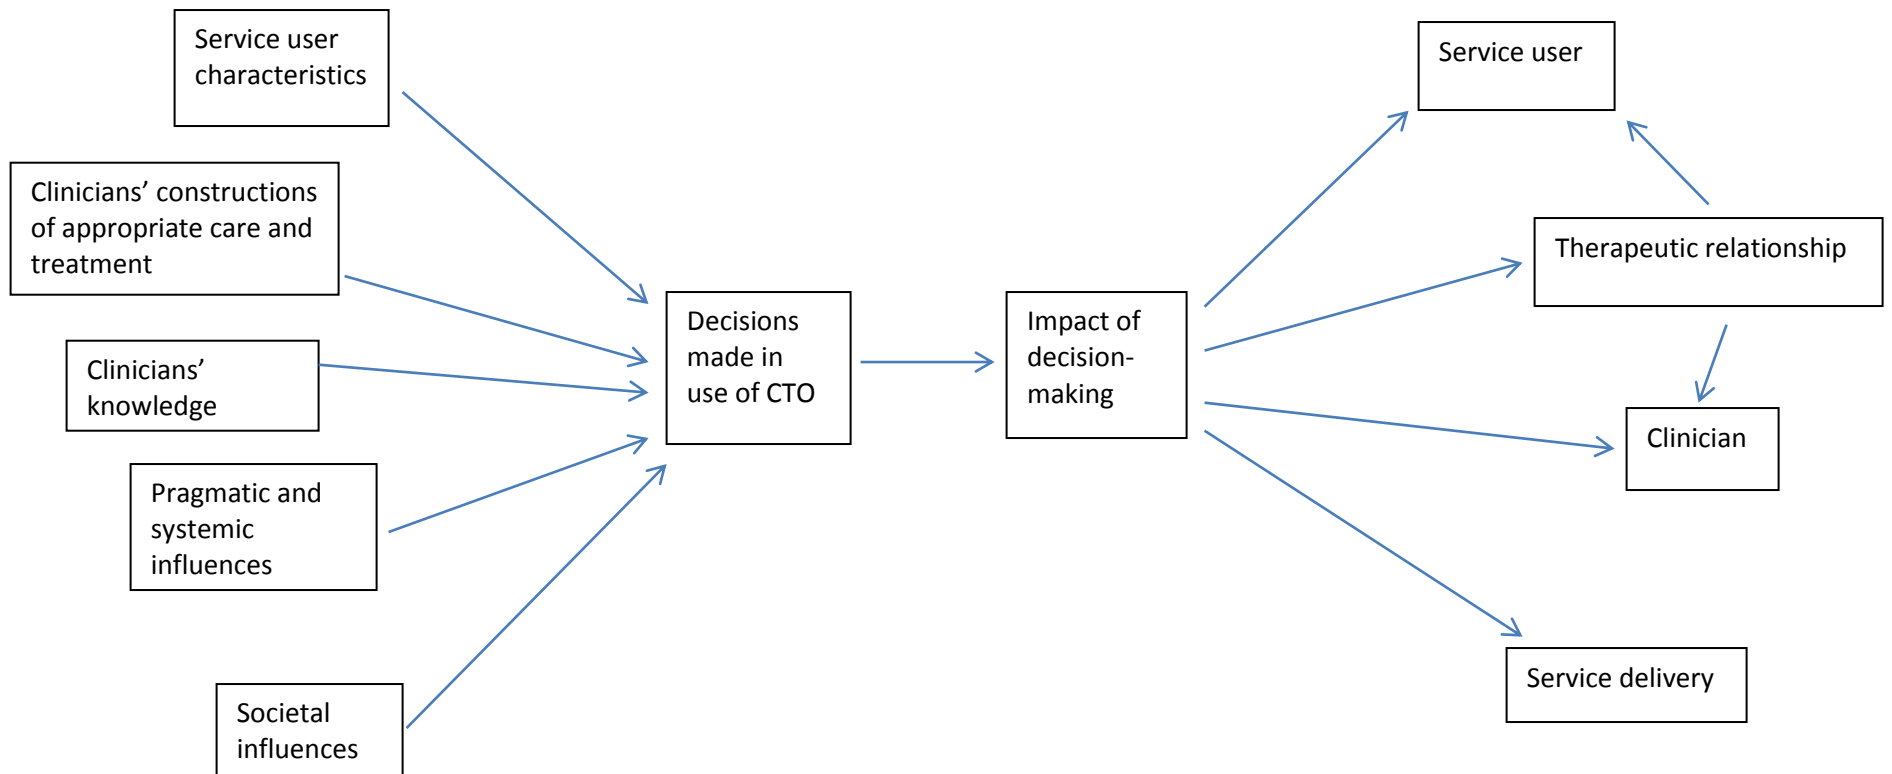 Service user
characteristics
Clinicians’ constructions
of appropriate care and
treatment
Clinicians’
knowledge
Pragmatic and
systemic
influences
Societal
influences
Decisions
made in
use of CTO
Impact of
decision-
making
Service user
Therapeutic relationship
Clinician
Service delivery